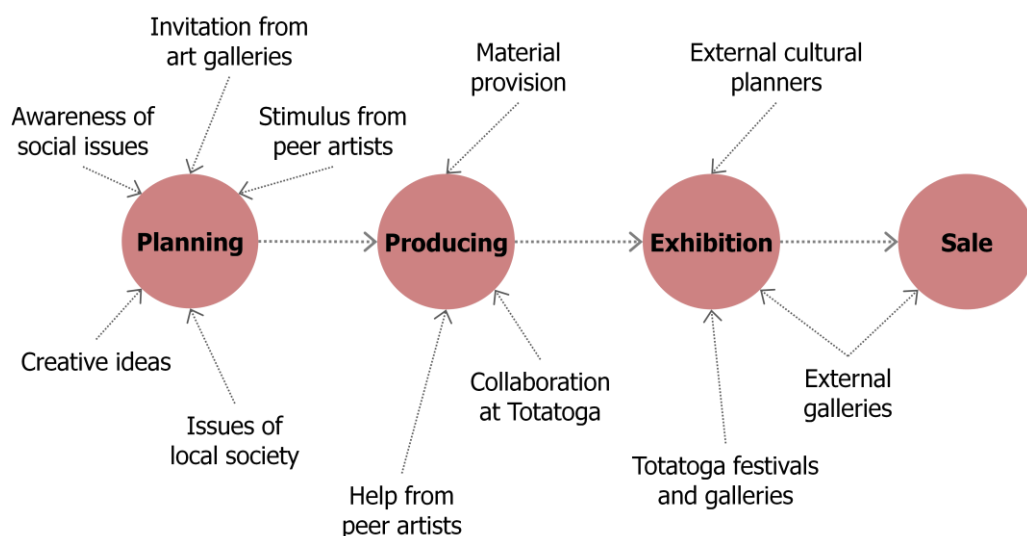 Invitation from
art galleries
Awareness of
social issues
Stimulus from
peer artists
Material
provision
External cultural
planners
Planning
Producing
Exhibition
Sale
Creative ideas
Issues of
local society
Collaboration
at Totatoga
Help from
peer artists
External
galleries
Totatoga festivals
and galleries